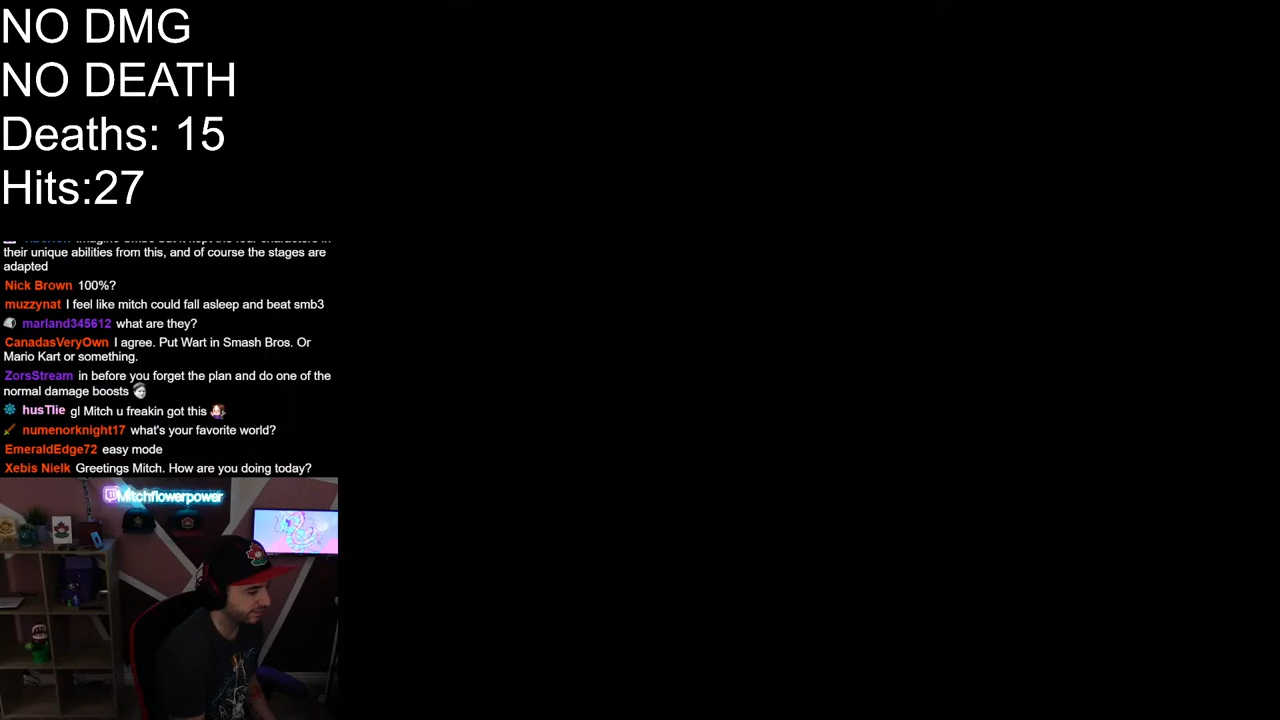 NO DMG
NO DEATH
Deaths: 15
Hits:27
their unique abilities from this, and of course the stages are
adapted
Nick Brown 100%?
muzzynat I feel like mitch could fall asleep and beat smb3
marland345612 what are they?
CanadasVeryOwn I agree. Put Wart in Smash Bros. Or
Mario Kart or something.
ZorsStream in before you forget the plan and do one of the
normal damage boosts
husTlie gl Mitch u freakin got this
numenorknight17 what's your favorite world?
EmeraldEdge72 easy mode
Xebis Nielk Greetings Mitch. How are you doing today?
Mitchflowerpower